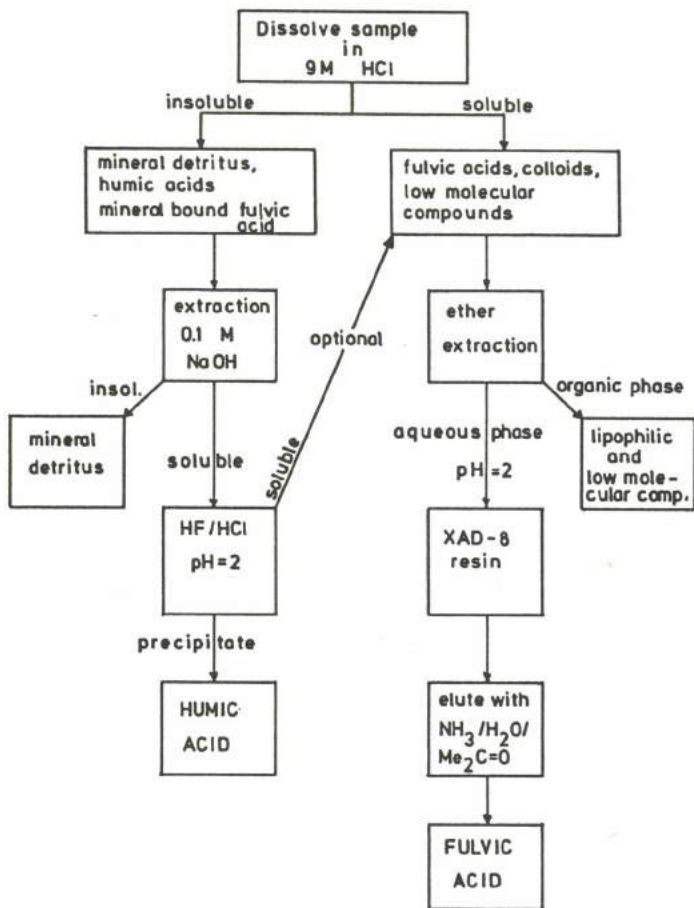 Dissolve sample
in
9M HCl
insoluble
soluble
mineral detritus,
humic acids
mineral bound fulvic
acid
fulvic acids, colloids,
low molecular
compounds
extraction
0.1 M
NaOH
optional
ether
extraction
insol.
organic phase
mineral
detritus
soluble
soluble
aqueous phase
pH=2
lipophilic
and
low mole-
cular comp.
HF/HCl
pH=2
XAD-8
resin
precipitate
HUMIC
ACID
elute with
NH3/H2O/
Me2C=O
FULVIC
ACID